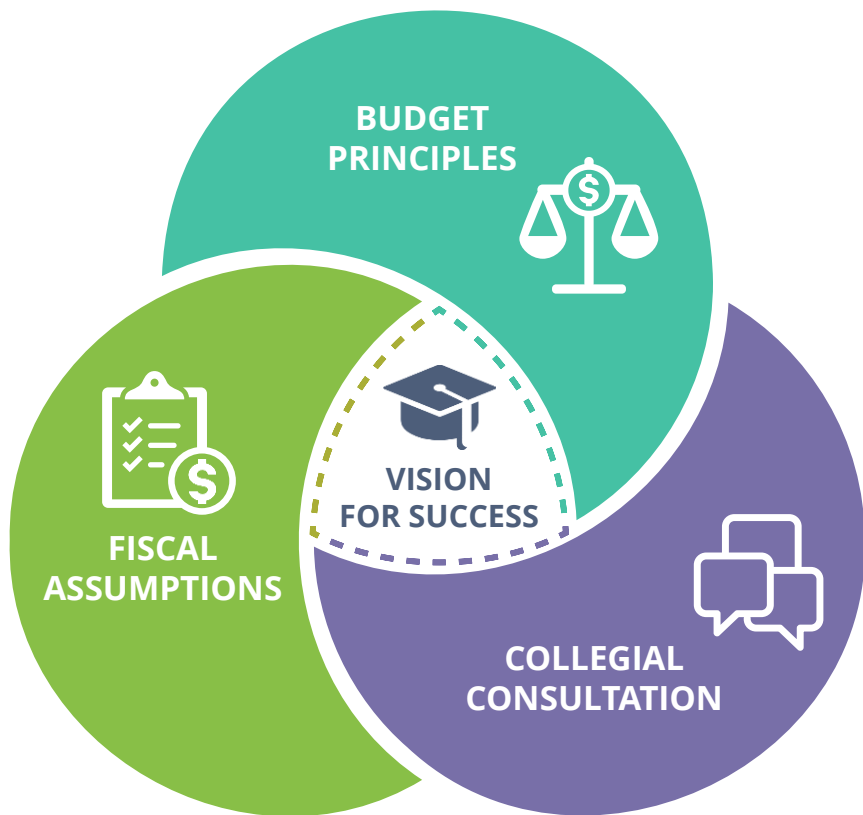 BUDGET
PRINCIPLES
$
VISION
FOR SUCCESS
$
FISCAL
ASSUMPTIONS
COLLEGIAL
CONSULTATION